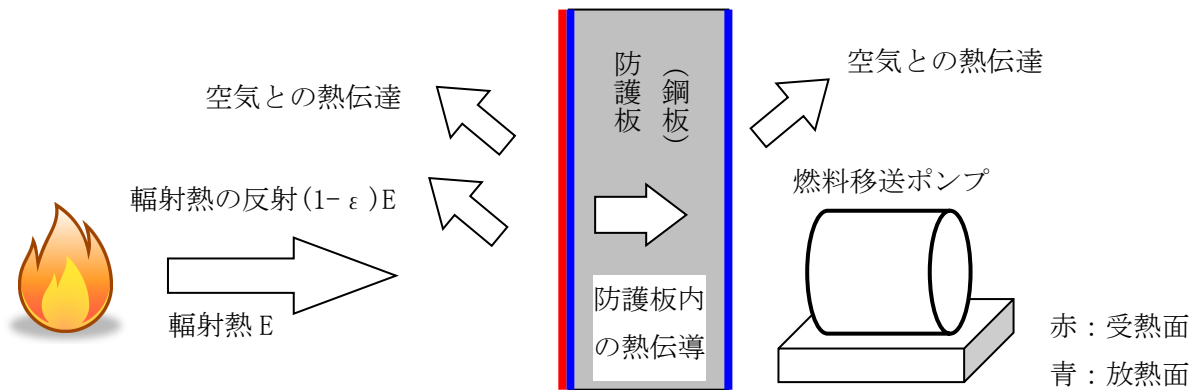 空気との熱伝達
輻射熱の反射(1-ε)E
輻射熱E
防護板
(鋼板)
防護板内
の熱伝導
空気との熱伝達
燃料移送ポンプ
赤：受熱面
青：放熱面